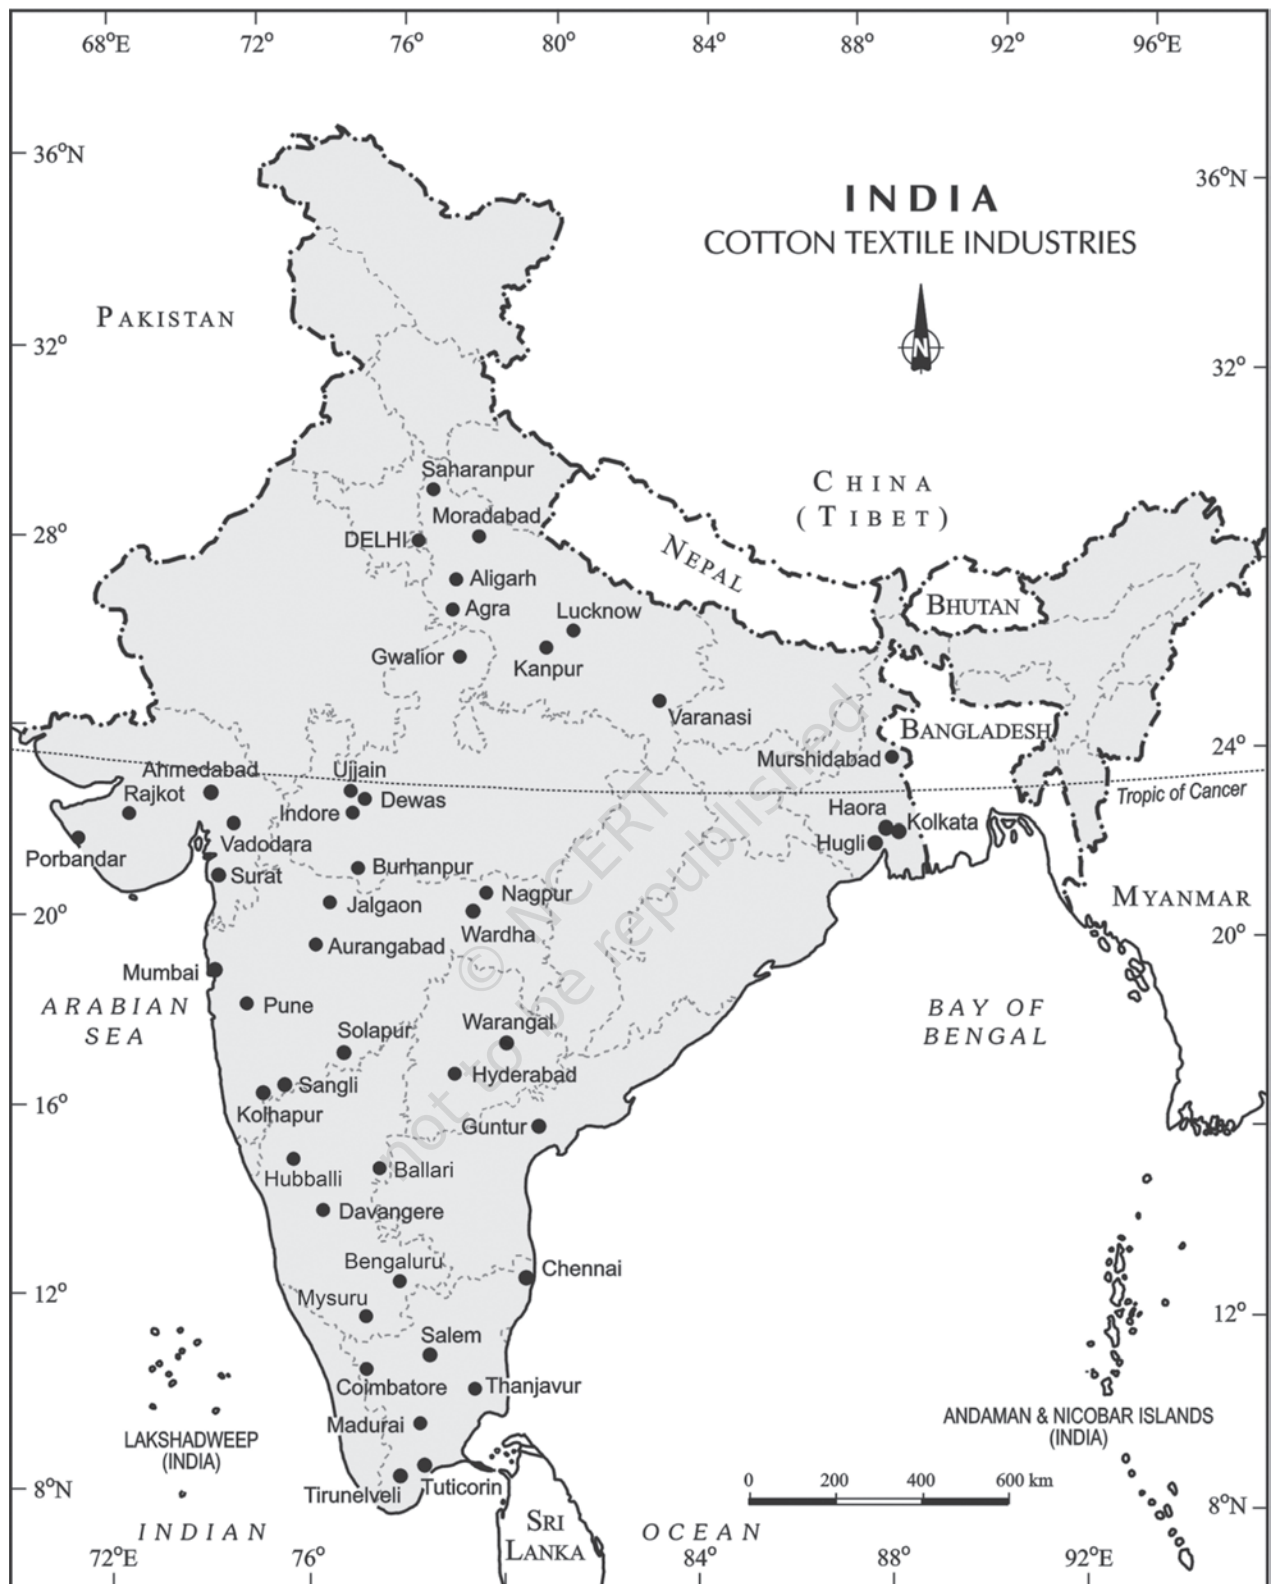 68°E 72° 76° 80° 84° 88° 92° 96°E
36°N
36°N
INDIA
COTTON TEXTILE INDUSTRIES
N
PAKISTAN
32°
32°
CHINA
(TIBET)
Saharanpur
Moradabad
28°
DELHI
NEPAL
Aligarh
BHUTAN
Agra
Lucknow
Gwalior
Kanpur
Varanasi
BANGLADESH
24°
Murshidabad
Ahmedabad
Ujjain
Rajkot
Dewas
Tropic of Cancer
Indore
Haora
Kolkata
Vadodara
Hugli
Porbandar
Burhanpur
Surat
Nagpur
Jalgaon
MYANMAR
20°
Wardha
20°
Aurangabad
Mumbai
ARABIAN
SEA
Pune
BAY OF
BENGAL
Solapur
Warangal
Hyderabad
Sangli
16°
Kolhapur
Guntur
Ballari
Hubballi
Davangere
Bengaluru
Chennai
12°
Mysuru
12°
Salem
Coimbatore
Thanjavur
Madurai
ANDAMAN & NICOBAR ISLANDS
(INDIA)
LAKSHADWEEP
(INDIA)
0 200 400 600 km
8°N
Tuticorin
Tirunelveli
8°N
SRI
LANKA
INDIAN OCEAN
72°E 76° 84° 88° 92°E
© NCERT
not to be republished